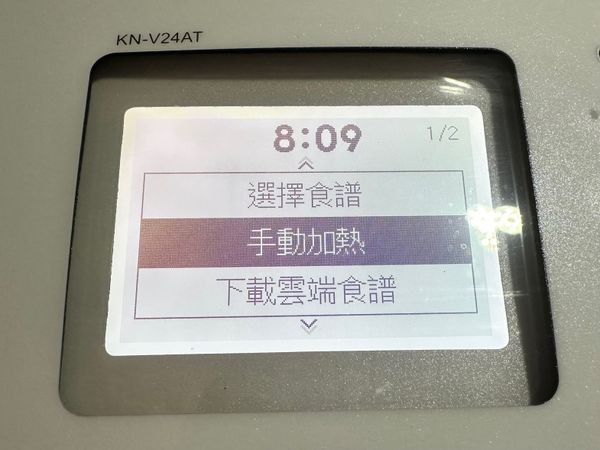 KN-V24AT
8:09 1/2
選擇食譜
手動加熱
下載雲端食譜